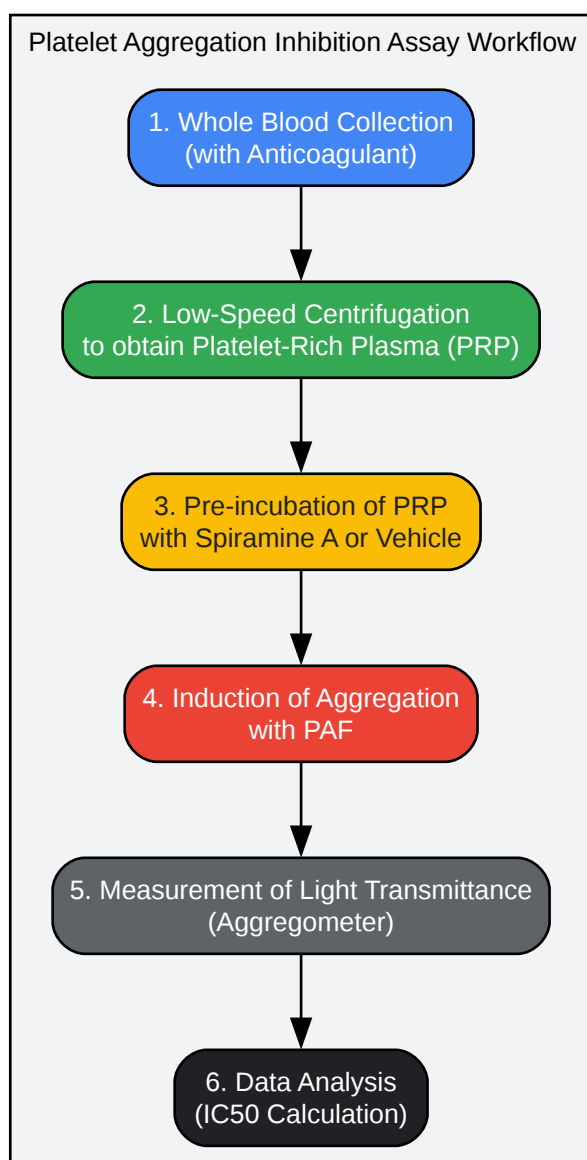 Platelet Aggregation Inhibition Assay Workflow
1. Whole Blood Collection
(with Anticoagulant)
2. Low-Speed Centrifugation
to obtain Platelet-Rich Plasma (PRP)
3. Pre-incubation of PRP
with Spiramine A or Vehicle
4. Induction of Aggregation
with PAF
5. Measurement of Light Transmittance
(Aggregometer)
6. Data Analysis
(IC50 Calculation)